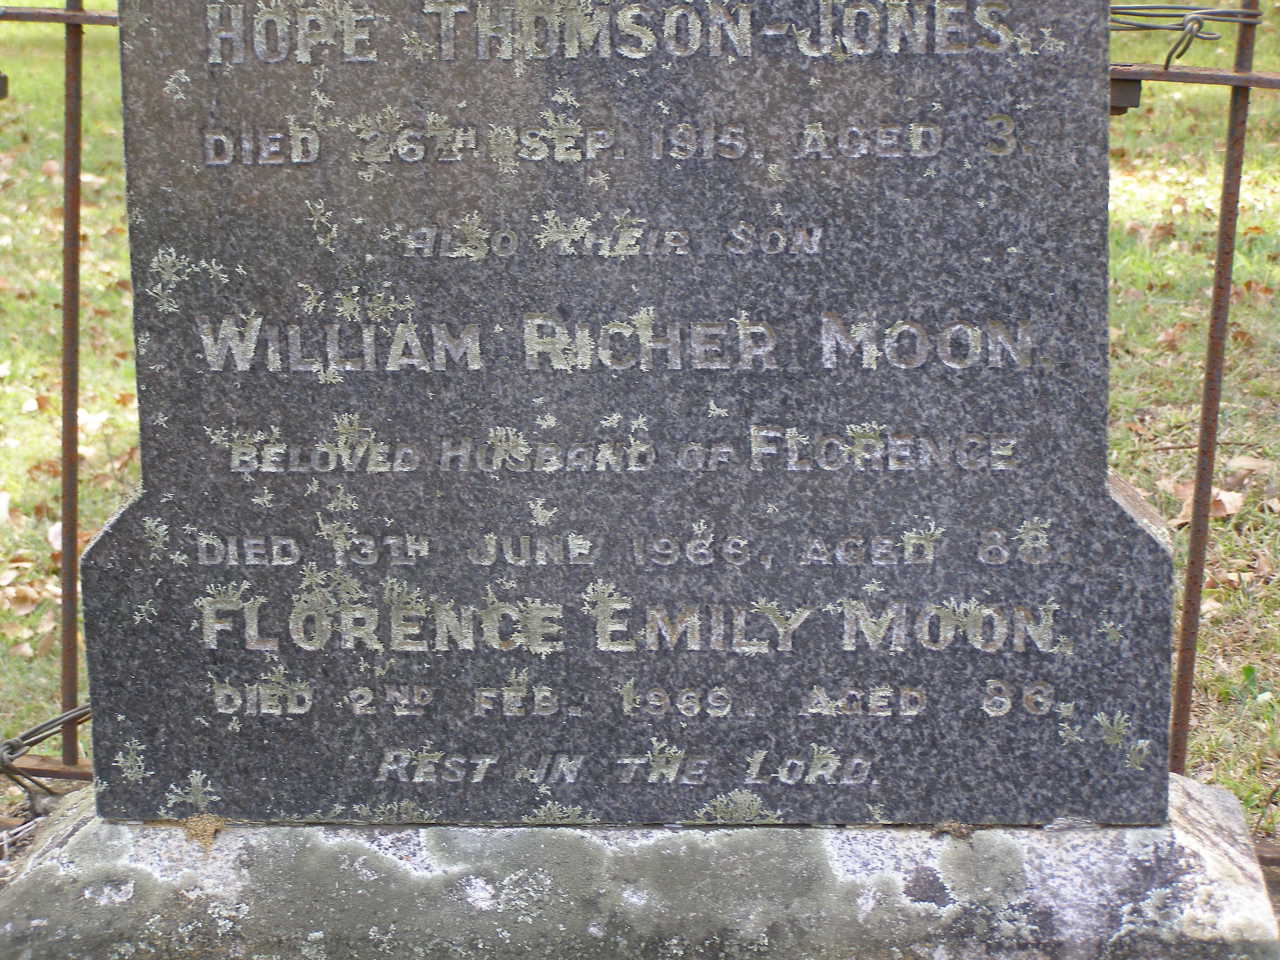 HOPE THOMSON-JONES
DIED 26TH SEP. 1915, AGED 3.
ALSO THEIR SON
WILLIAM RICHER MOON.
BELOVED HUSBAND OF FLORENCE
DIED 13TH JUNE 1966, AGED 88.
FLORENCE EMILY MOON.
DIED 2ND FEB. 1969. AGED 86.
REST IN THE LORD.